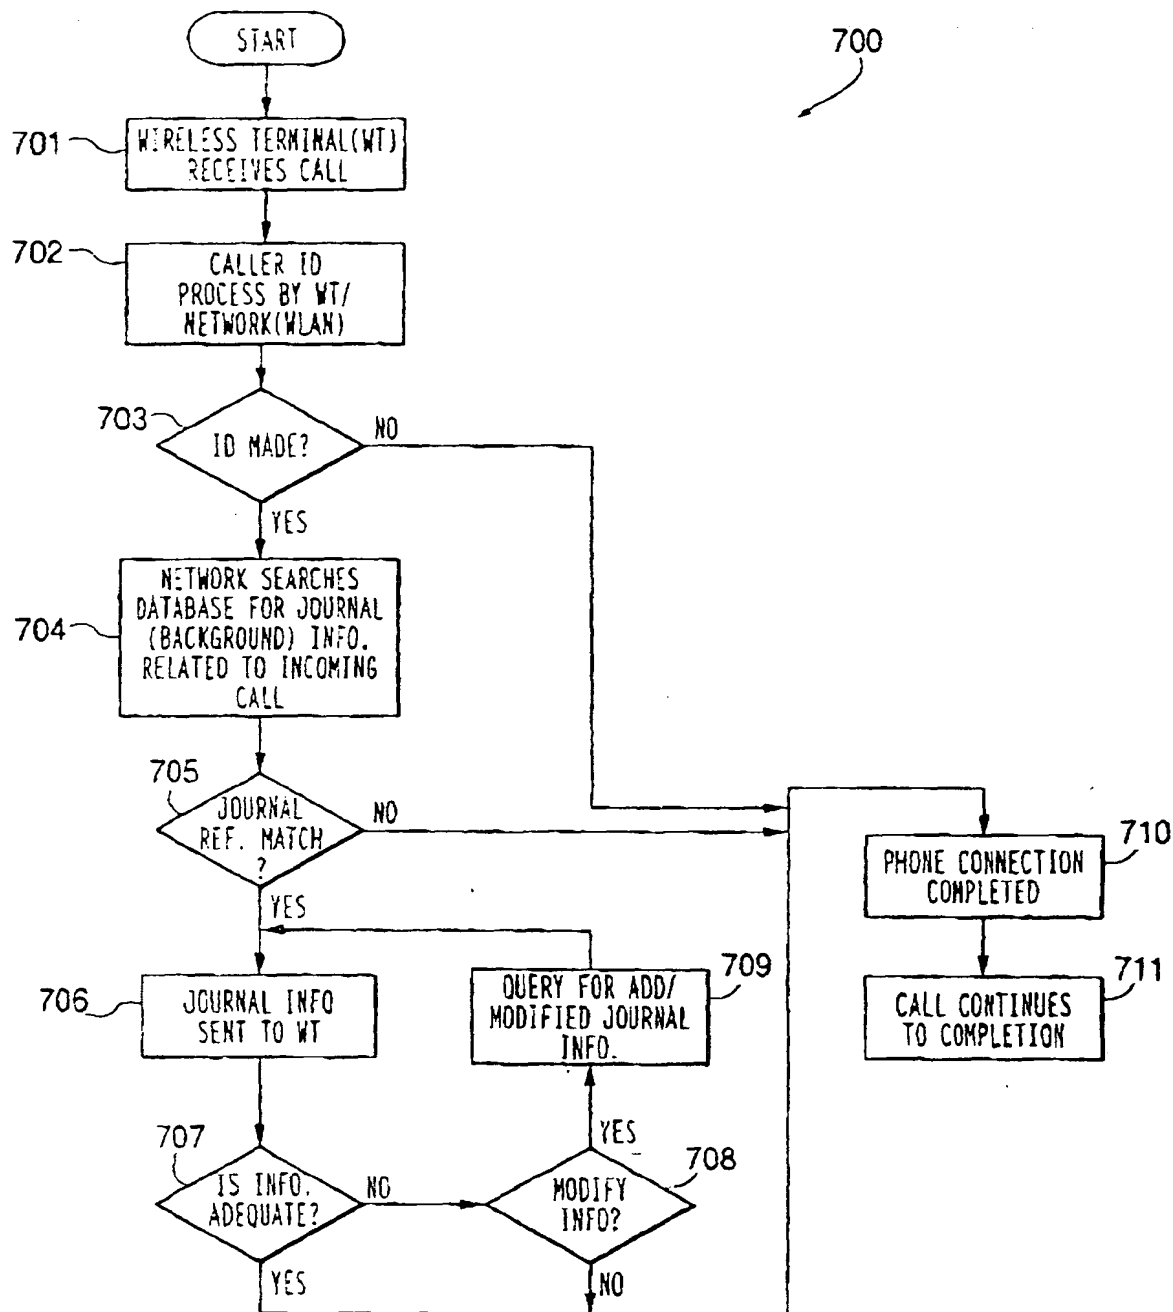 START
700
701
WIRELESS TERMINAL(WT)
RECEIVES CALL
702
CALLER ID
PROCESS BY WT/
NETWORK(WLAN)
703
ID MADE?
NO
YES
704
NETWORK SEARCHES
DATABASE FOR JOURNAL
(BACKGROUND) INFO.
RELATED TO INCOMING
CALL
705
JOURNAL
REF. MATCH
?
NO
YES
710
PHONE CONNECTION
COMPLETED
706
JOURNAL INFO
SENT TO WT
709
QUERY FOR ADD/
MODIFIED JOURNAL
INFO.
711
CALL CONTINUES
TO COMPLETION
707
IS INFO.
ADEQUATE?
NO
YES
708
MODIFY
INFO?
YES
NO